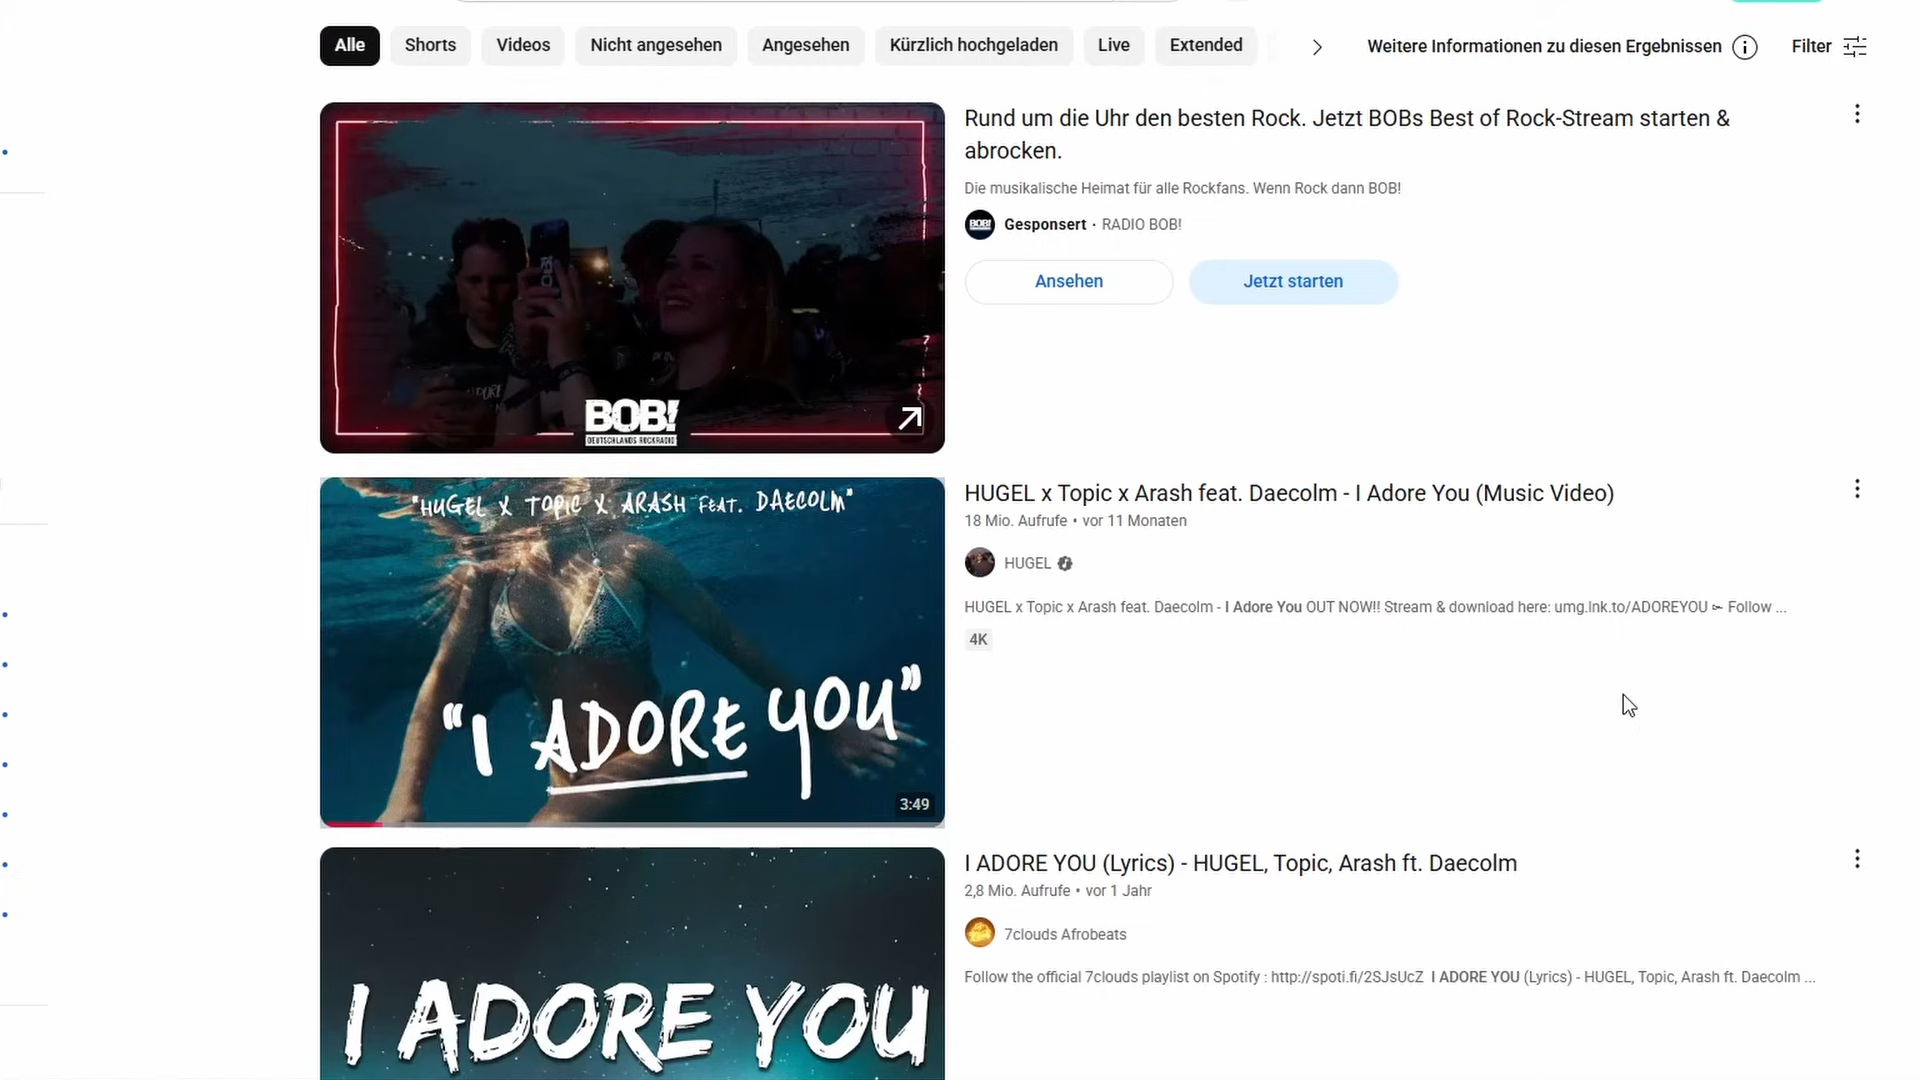 Alle
Shorts
Videos
Nicht angesehen
Angesehen
Kürzlich hochgeladen
Live
Extended
Weitere Informationen zu diesen Ergebnissen
Filter
BOB!
DEUTSCHLANDS ROCKRADIO
Rund um die Uhr den besten Rock. Jetzt BOBs Best of Rock-Stream starten &
abrocken.
Die musikalische Heimat für alle Rockfans. Wenn Rock dann BOB!
BOB!
Gesponsert · RADIO BOB!
Ansehen
Jetzt starten
"HUGEL X TOPIC X ARASH FEAT. DAECOLM"
"I ADORE YOU"
3:49
HUGEL x Topic x Arash feat. Daecolm - I Adore You (Music Video)
18 Mio. Aufrufe • vor 11 Monaten
HUGEL
HUGEL x Topic x Arash feat. Daecolm - I Adore You OUT NOW!! Stream & download here: umg.lnk.to/ADOREYOU ➳ Follow ...
4K
I ADORE YOU
I ADORE YOU (Lyrics) - HUGEL, Topic, Arash ft. Daecolm
2,8 Mio. Aufrufe • vor 1 Jahr
7clouds Afrobeats
Follow the official 7clouds playlist on Spotify : http://spoti.fi/2SJsUcZ I ADORE YOU (Lyrics) - HUGEL, Topic, Arash ft. Daecolm ...